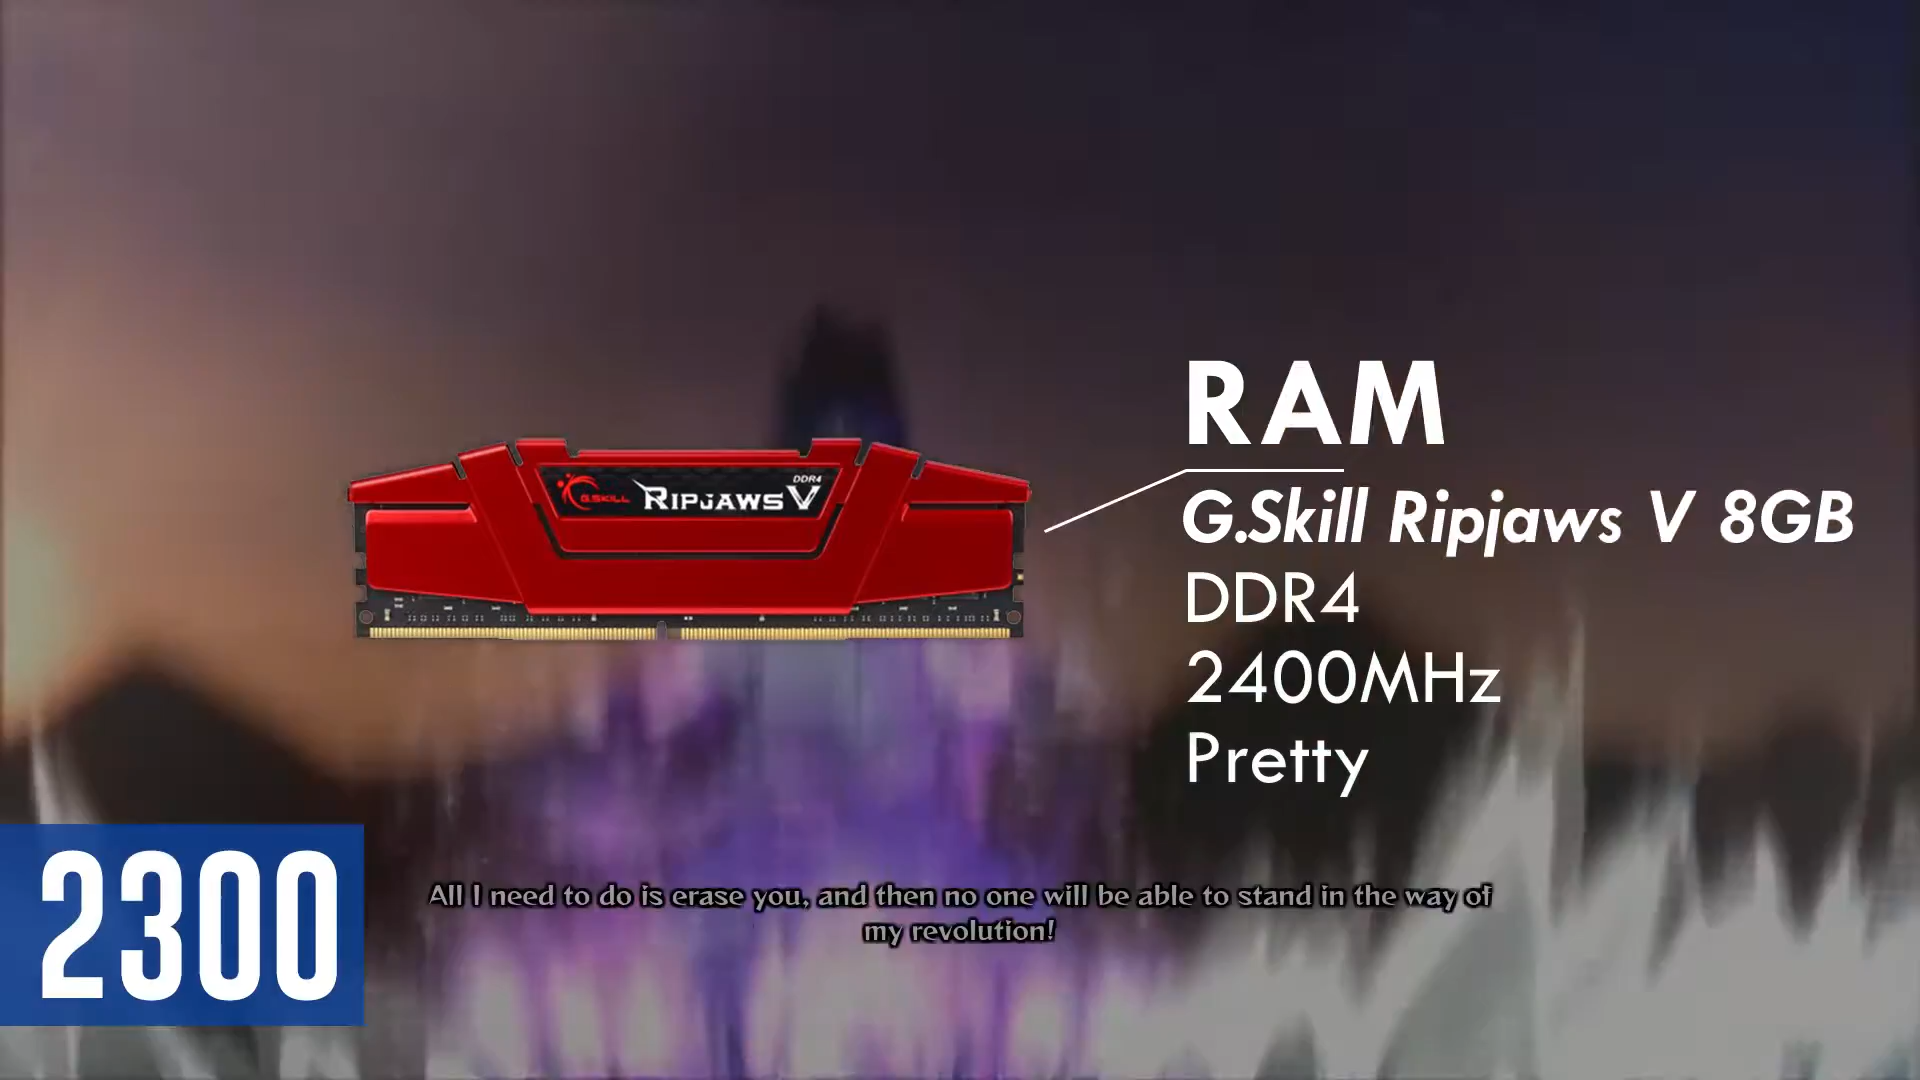 RAM
G.SKILL RIPJAWS V DDR4
G.Skill Ripjaws V 8GB
DDR4
2400MHz
Pretty
2300
All I need to do is erase you, and then no one will be able to stand in the way of
my revolution!